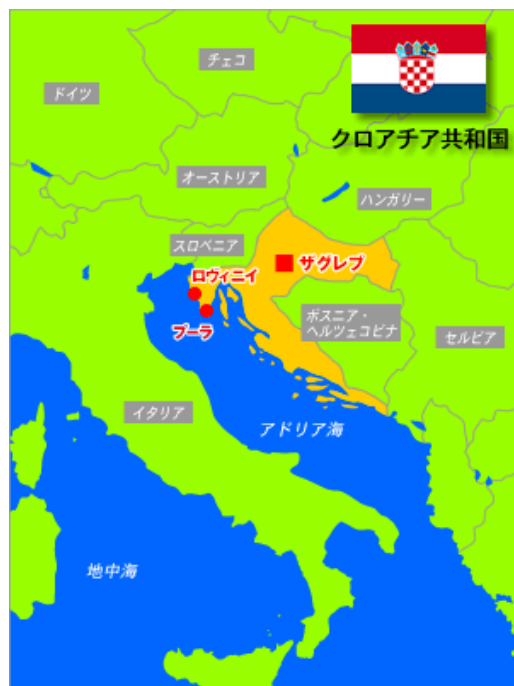 チェコ
ドイツ
クロアチア共和国
オーストリア
ハンガリー
スロベニア
ロヴィニイ
ザグレブ
プーラ
ボスニア・
ヘルツェコビナ
セルビア
イタリア
アドリア海
地中海